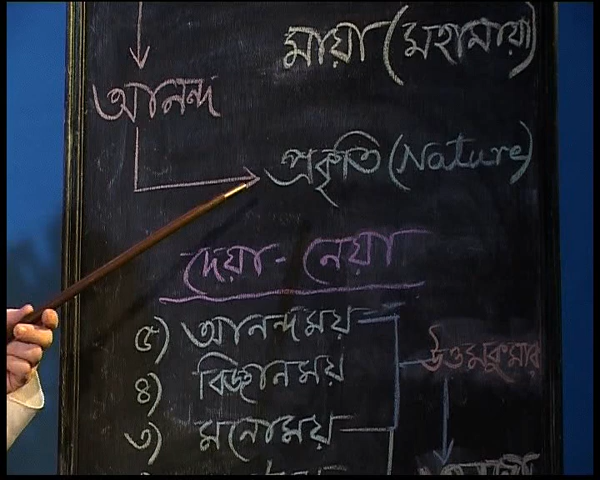 মায়া (মহামায়া)
আনন্দ
প্রকৃতি (Nature)
দেয়া - নেয়া
৫) আনন্দময়
৪) বিজ্ঞানময়
উত্তমকুমার
৩) মনোময়